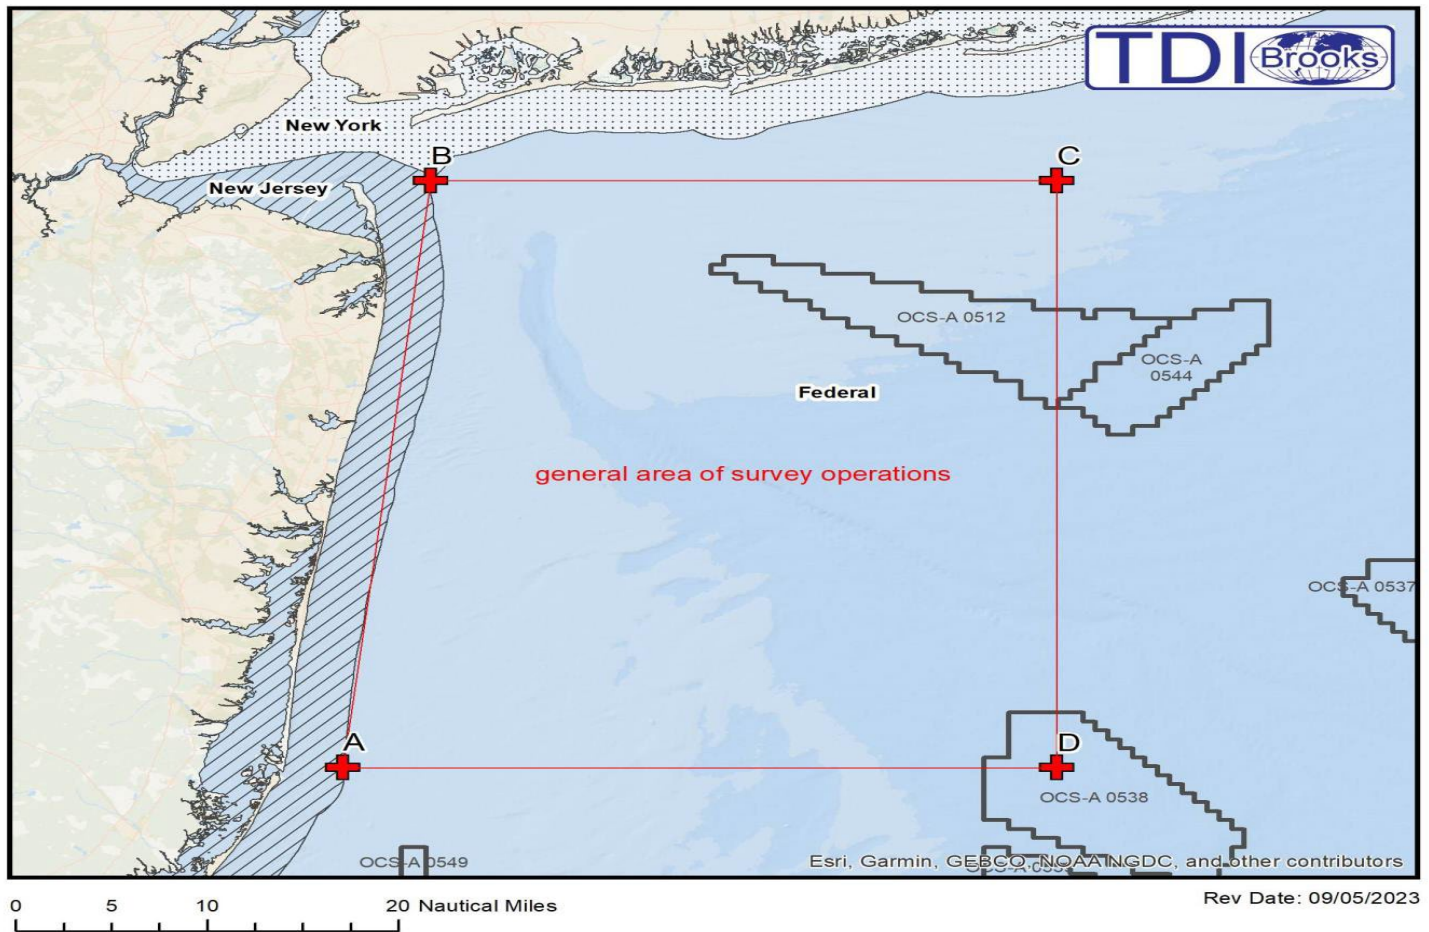 TDI Brooks
New York
B
C
New Jersey
OCS-A 0512
OCS-A
0544
Federal
general area of survey operations
OCS-A 0537
A
D
OCS-A 0538
OCS-A 0549
Esri, Garmin, GEBCO, NOAA NGDC, and other contributors
Rev Date: 09/05/2023
0 5 10 20 Nautical Miles